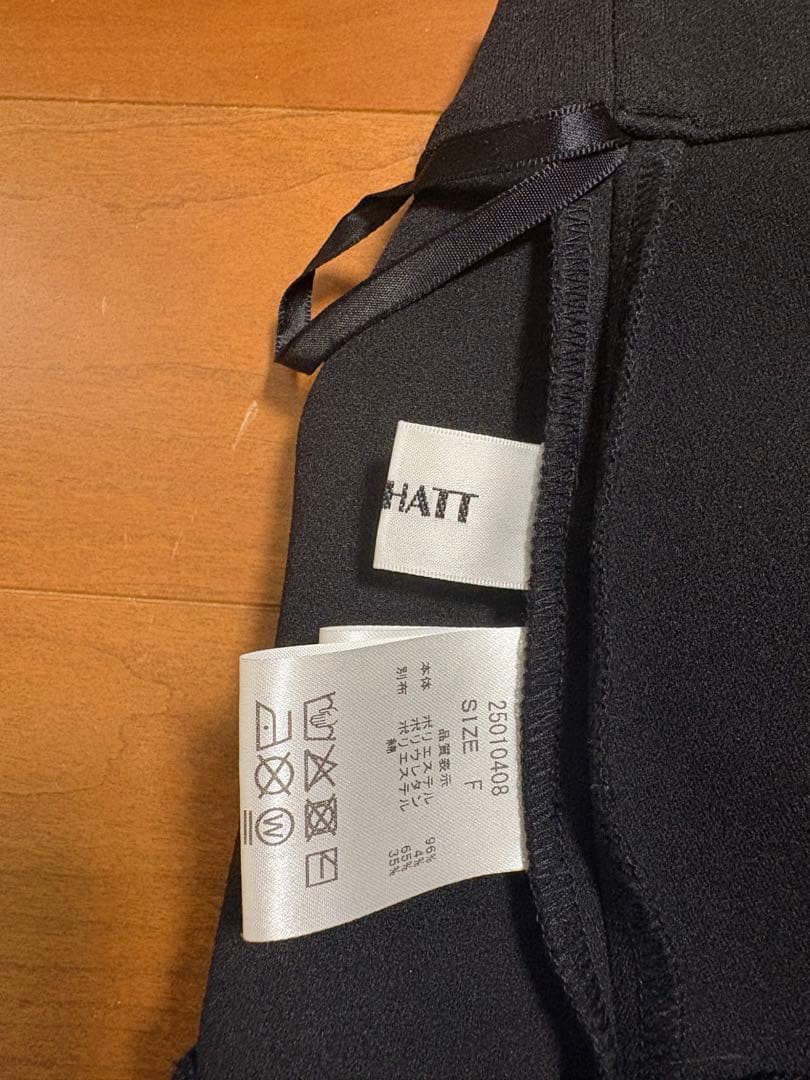 HATT
25010408
SIZE F
品質表示
本体 ポリエステル 96%
ポリウレタン 4%
別布 ポリエステル 65%
綿 35%
W